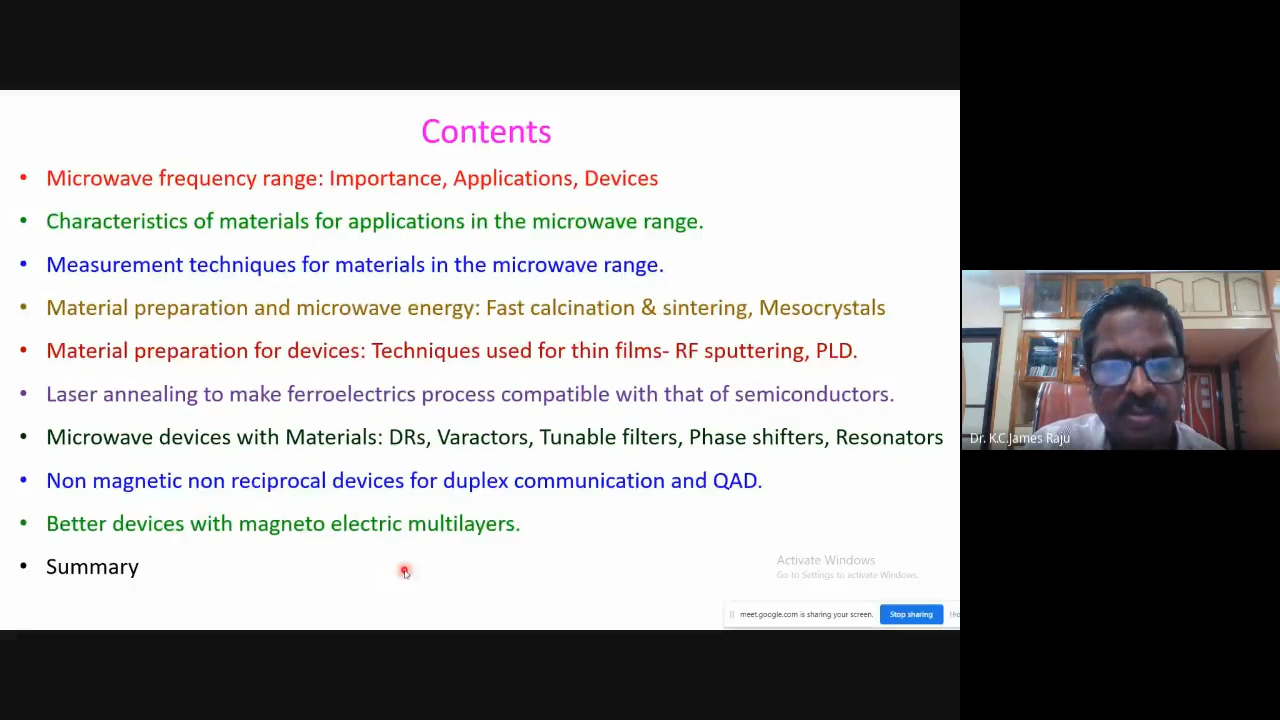 Contents
• Microwave frequency range: Importance, Applications, Devices
• Characteristics of materials for applications in the microwave range.
• Measurement techniques for materials in the microwave range.
• Material preparation and microwave energy: Fast calcination & sintering, Mesocrystals
• Material preparation for devices: Techniques used for thin films- RF sputtering, PLD.
• Laser annealing to make ferroelectrics process compatible with that of semiconductors.
• Microwave devices with Materials: DRs, Varactors, Tunable filters, Phase shifters, Resonators
• Non magnetic non reciprocal devices for duplex communication and QAD.
• Better devices with magneto electric multilayers.
• Summary
Activate Windows
Go to Settings to activate Windows.
meet.google.com is sharing your screen. Stop sharing
Dr. K.C.James Raju